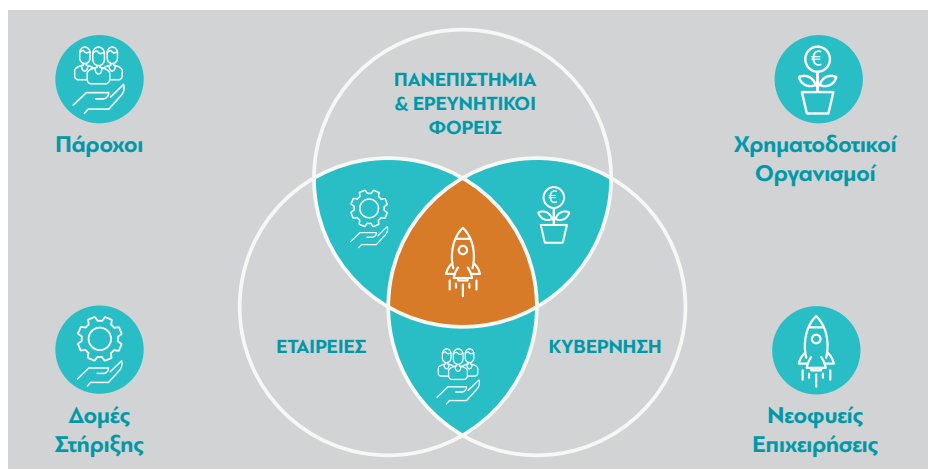 ΠΑΝΕΠΙΣΤΗΜΙΑ
& ΕΡΕΥΝΗΤΙΚΟΙ
ΦΟΡΕΙΣ
Πάροχοι
Χρηματοδοτικοί
Οργανισμοί
ΕΤΑΙΡΕΙΕΣ
ΚΥΒΕΡΝΗΣΗ
Δομές
Στήριξης
Νεοφυείς
Επιχειρήσεις